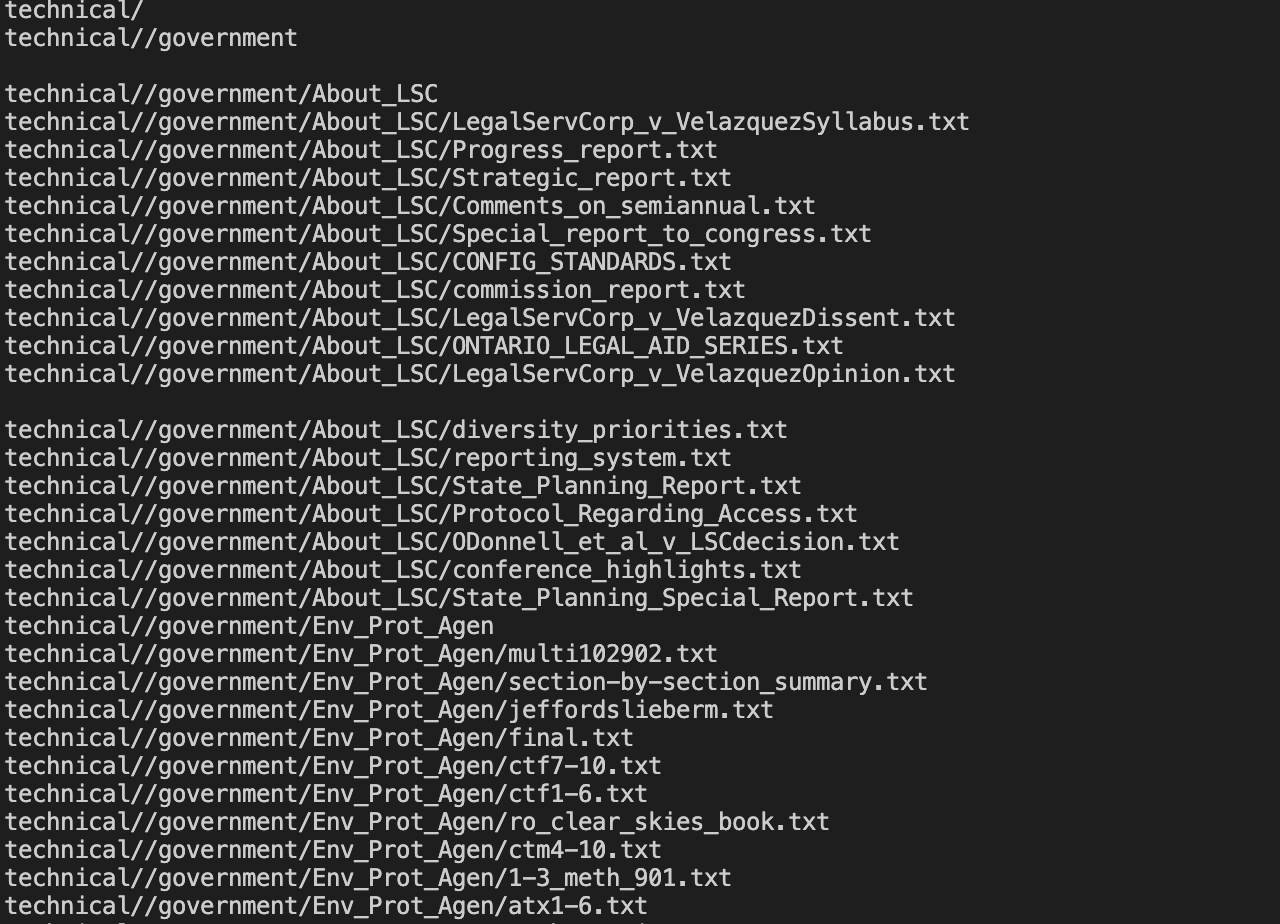 technical/
technical//government
technical//government/About_LSC
technical//government/About_LSC/LegalServCorp_v_VelazquezSyllabus.txt
technical//government/About_LSC/Progress_report.txt
technical//government/About_LSC/Strategic_report.txt
technical//government/About_LSC/Comments_on_semiannual.txt
technical//government/About_LSC/Special_report_to_congress.txt
technical//government/About_LSC/CONFIG_STANDARDS.txt
technical//government/About_LSC/commission_report.txt
technical//government/About_LSC/LegalServCorp_v_VelazquezDissent.txt
technical//government/About_LSC/ONTARIO_LEGAL_AID_SERIES.txt
technical//government/About_LSC/LegalServCorp_v_VelazquezOpinion.txt
technical//government/About_LSC/diversity_priorities.txt
technical//government/About_LSC/reporting_system.txt
technical//government/About_LSC/State_Planning_Report.txt
technical//government/About_LSC/Protocol_Regarding_Access.txt
technical//government/About_LSC/ODonnell_et_al_v_LSCdecision.txt
technical//government/About_LSC/conference_highlights.txt
technical//government/About_LSC/State_Planning_Special_Report.txt
technical//government/Env_Prot_Agen
technical//government/Env_Prot_Agen/multi102902.txt
technical//government/Env_Prot_Agen/section-by-section_summary.txt
technical//government/Env_Prot_Agen/jeffordslieberm.txt
technical//government/Env_Prot_Agen/final.txt
technical//government/Env_Prot_Agen/ctf7-10.txt
technical//government/Env_Prot_Agen/ctf1-6.txt
technical//government/Env_Prot_Agen/ro_clear_skies_book.txt
technical//government/Env_Prot_Agen/ctm4-10.txt
technical//government/Env_Prot_Agen/1-3_meth_901.txt
technical//government/Env_Prot_Agen/atx1-6.txt